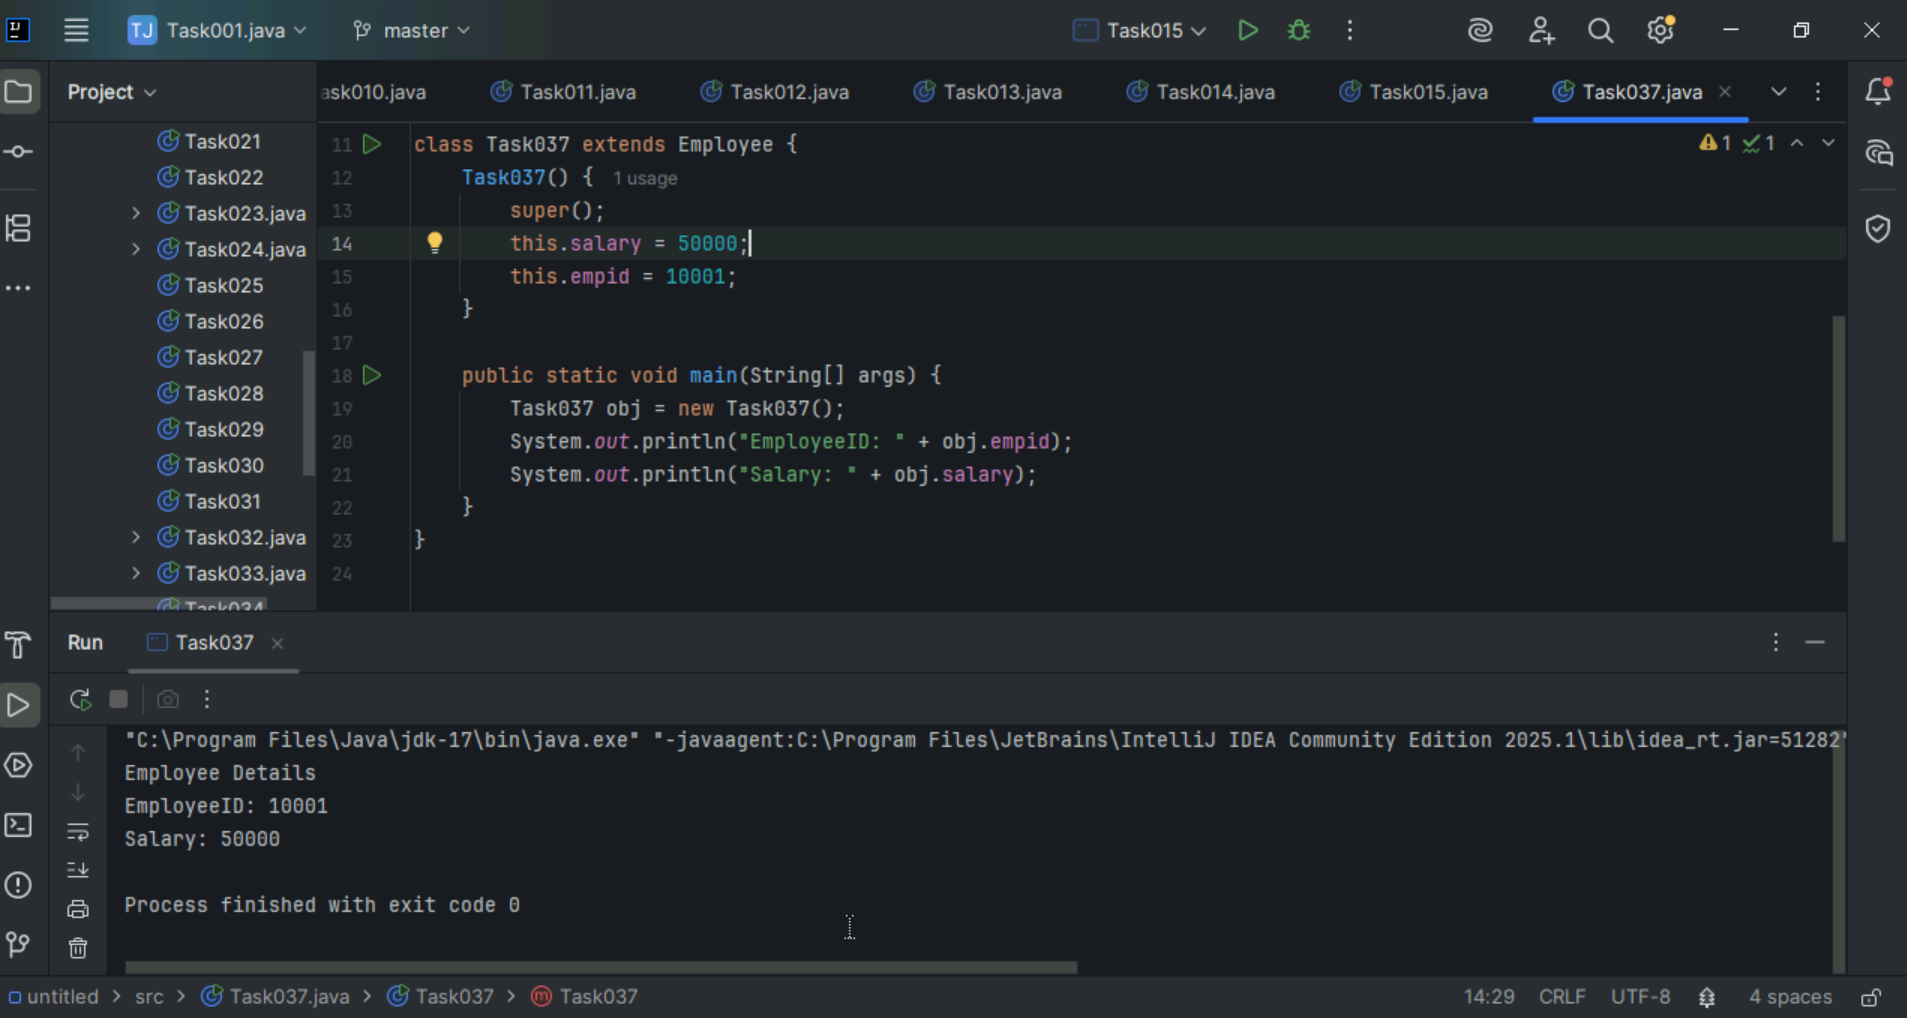 TJ Task001.java master Task015
Project
ask010.java Task011.java Task012.java Task013.java Task014.java Task015.java Task037.java
Task021
Task022
Task023.java
Task024.java
Task025
Task026
Task027
Task028
Task029
Task030
Task031
Task032.java
Task033.java
Task034
11 class Task037 extends Employee {
12 Task037() { 1 usage
13 super();
14 this.salary = 50000;
15 this.empid = 10001;
16 }
17
18 public static void main(String[] args) {
19 Task037 obj = new Task037();
20 System.out.println("EmployeeID: " + obj.empid);
21 System.out.println("Salary: " + obj.salary);
22 }
23 }
24
1 1
Run Task037
"C:\Program Files\Java\jdk-17\bin\java.exe" "-javaagent:C:\Program Files\JetBrains\IntelliJ IDEA Community Edition 2025.1\lib\idea_rt.jar=51282"
Employee Details
EmployeeID: 10001
Salary: 50000
Process finished with exit code 0
untitled > src > Task037.java > Task037 > m Task037
14:29 CRLF UTF-8 4 spaces